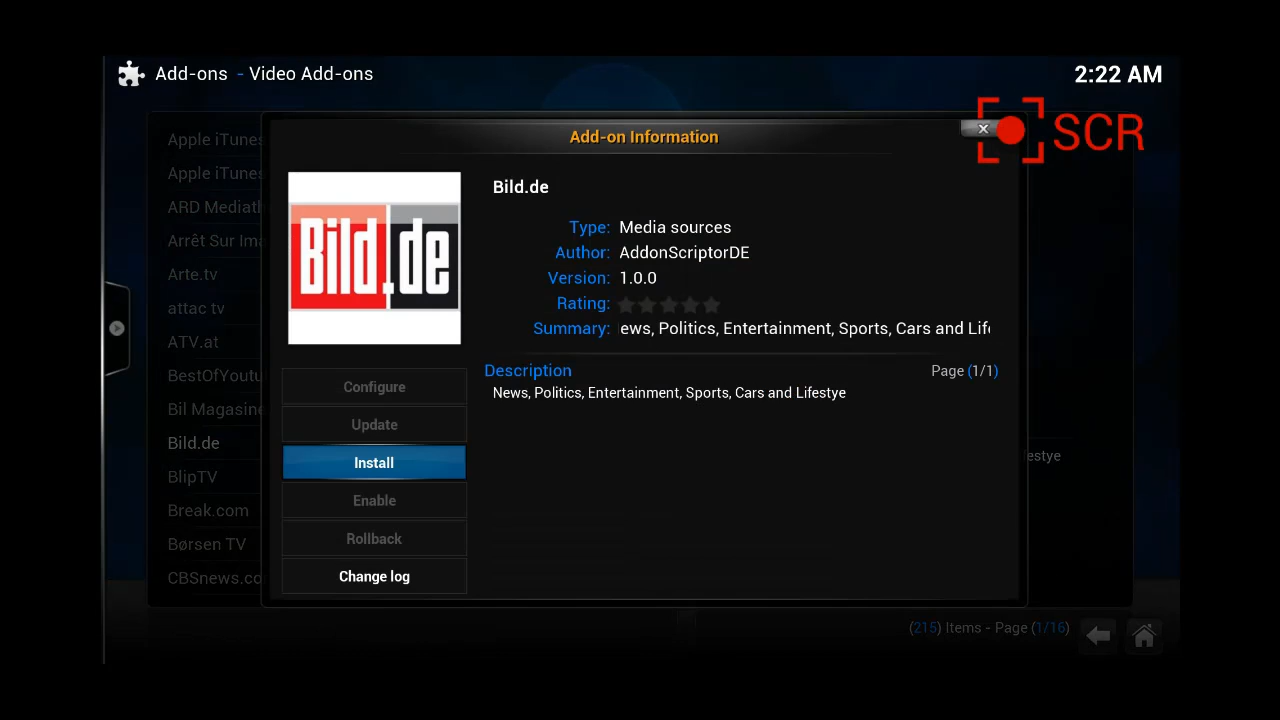 Add-ons - Video Add-ons
2:22 AM
SCR
Add-on Information
Apple iTunes
Apple iTunes
ARD Mediath
Arrêt Sur Ima
Arte.tv
attac tv
ATV.at
BestOfYoutu
Bil Magasine
Bild.de
BlipTV
Break.com
Børsen TV
CBSnews.co
Bild.de
Configure
Update
Install
Enable
Rollback
Change log
Bild.de
Type: Media sources
Author: AddonScriptorDE
Version: 1.0.0
Rating:
Summary: ews, Politics, Entertainment, Sports, Cars and Life
Description
Page (1/1)
News, Politics, Entertainment, Sports, Cars and Lifestye
estye
(215) Items - Page (1/16)